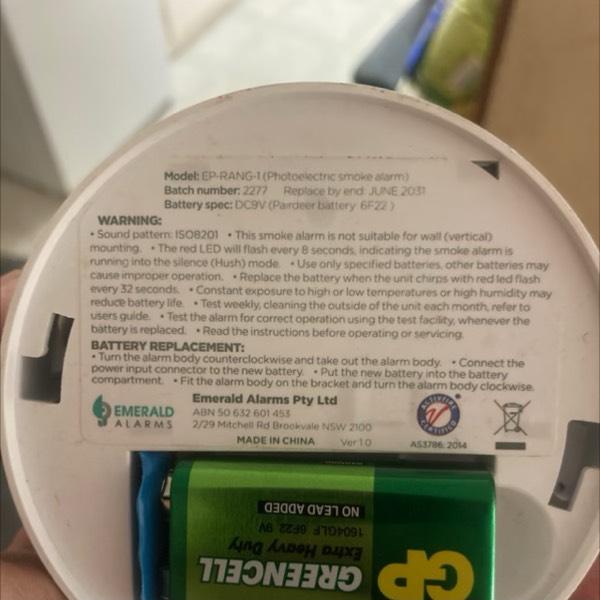 Model: EP-RANG-1 (Photoelectric smoke alarm)
Batch number: 2277 Replace by end: JUNE 2031
Battery spec: DC9V (Pairdeer battery 6F22 )
WARNING:
• Sound pattern: ISO8201 • This smoke alarm is not suitable for wall (vertical)
mounting. • The red LED will flash every 8 seconds, indicating the smoke alarm is
running into the silence (Hush) mode. • Use only specified batteries, other batteries may
cause improper operation. • Replace the battery when the unit chirps with red led flash
every 32 seconds. • Constant exposure to high or low temperatures or high humidity may
reduce battery life. • Test weekly, cleaning the outside of the unit each month, refer to
users guide. • Test the alarm for correct operation using the test facility, whenever the
battery is replaced. • Read the instructions before operating or servicing.
BATTERY REPLACEMENT:
• Turn the alarm body counterclockwise and take out the alarm body. • Connect the
power input connector to the new battery. • Put the new battery into the battery
compartment. • Fit the alarm body on the bracket and turn the alarm body clockwise.
EMERALD
ALARMS
Emerald Alarms Pty Ltd
ABN 50 632 601 453
2/29 Mitchell Rd Brookvale NSW 2100
MADE IN CHINA Ver 1.0
ACTIVFIRE
CERTIFIED
AS3786: 2014
NO LEAD ADDED
1604GLF 6F22 9V
Extra Heavy Duty
GREENCELL
GP